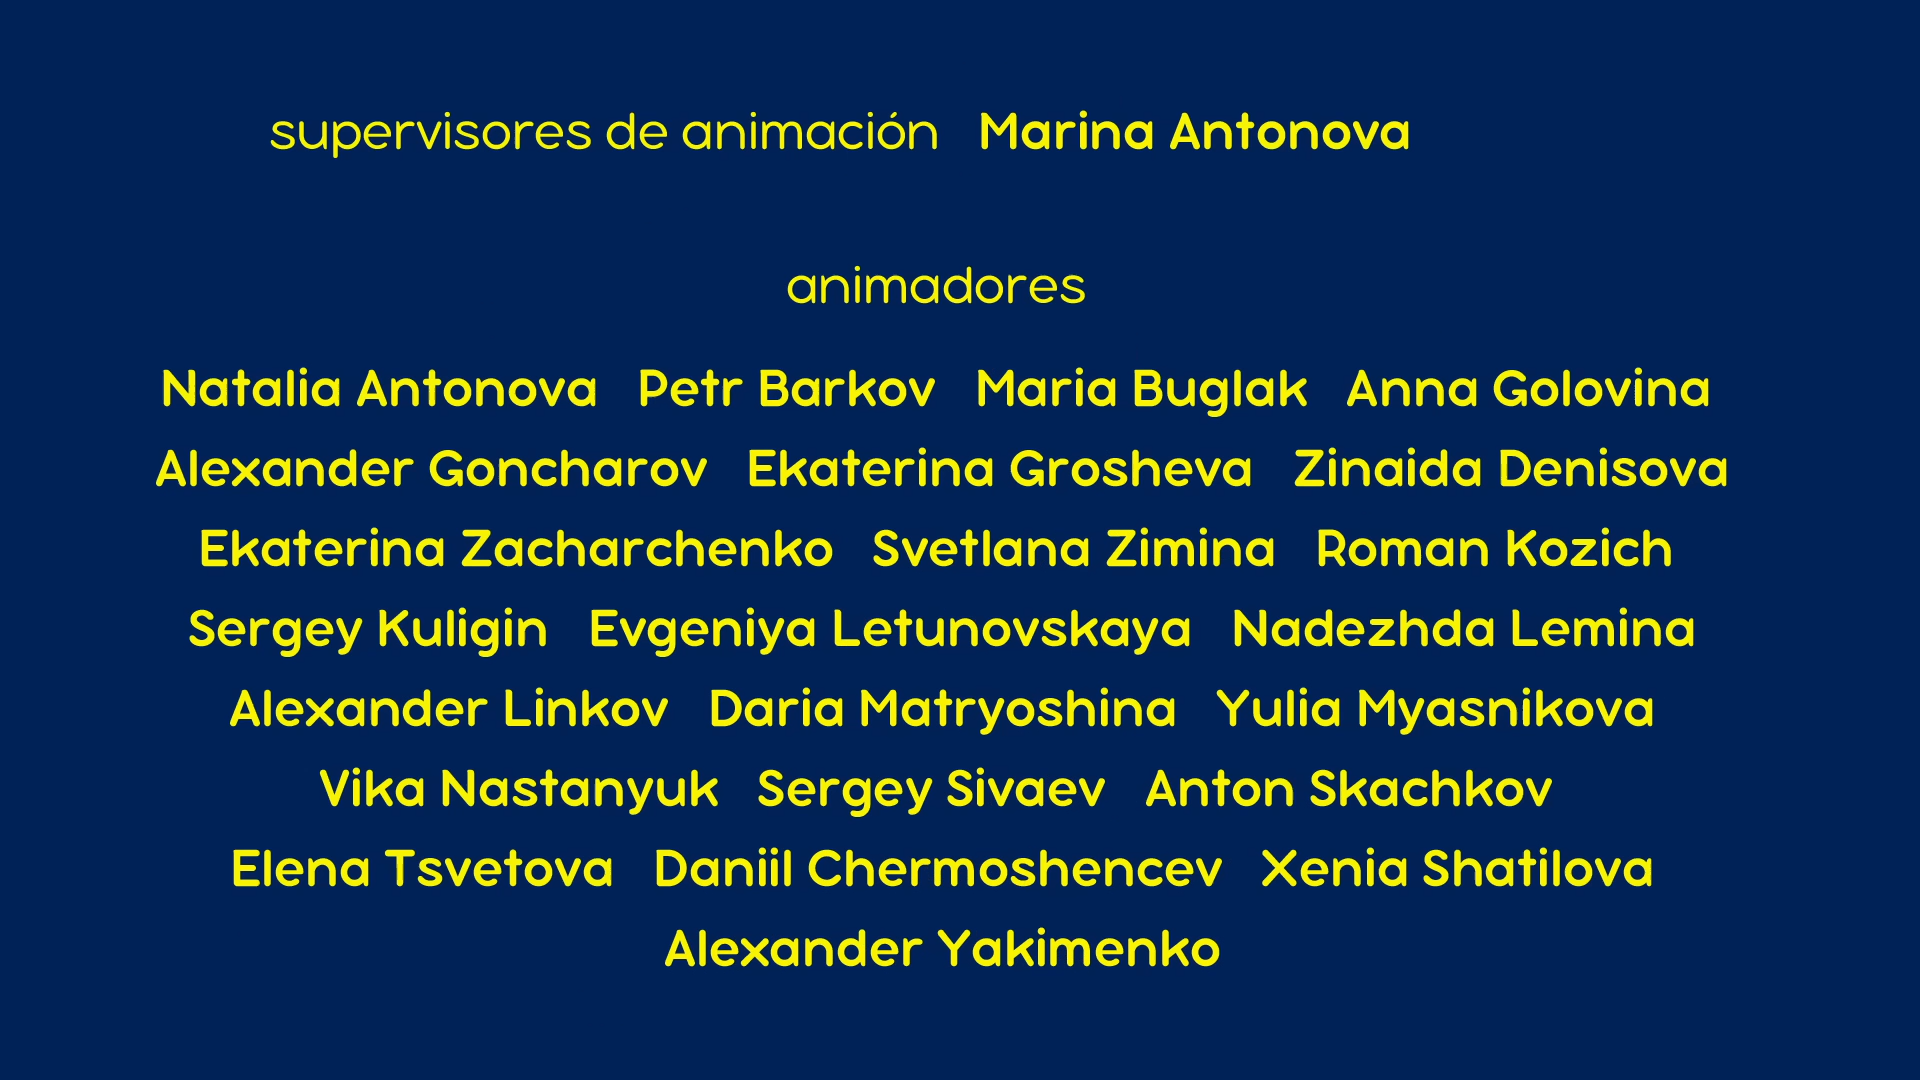 supervisores de animación Marina Antonova
animadores
Natalia Antonova Petr Barkov Maria Buglak Anna Golovina
Alexander Goncharov Ekaterina Grosheva Zinaida Denisova
Ekaterina Zacharchenko Svetlana Zimina Roman Kozich
Sergey Kuligin Evgeniya Letunovskaya Nadezhda Lemina
Alexander Linkov Daria Matryoshina Yulia Myasnikova
Vika Nastanyuk Sergey Sivaev Anton Skachkov
Elena Tsvetova Daniil Chermoshencev Xenia Shatilova
Alexander Yakimenko